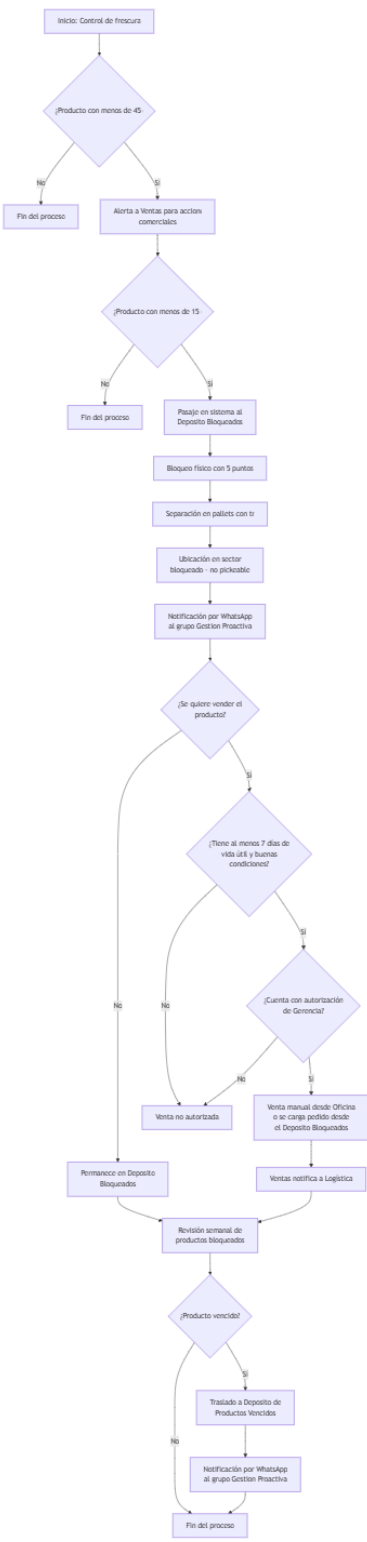 Inicio: Control de frescura
¿Producto con menos de 45
No
Sí
Fin del proceso
Alerta a Ventas para accion
comerciales
¿Producto con menos de 15
No
Sí
Fin del proceso
Pasaje en sistema al
Deposito Bloqueados
Bloqueo físico con 5 puntos
Separación en pallets con tr
Ubicación en sector
bloqueado - no pickeable
Notificación por WhatsApp
al grupo Gestion Proactiva
¿Se quiere vender el
producto?
Sí
¿Tiene al menos 7 días de
vida útil y buenas
condiciones?
Sí
¿Cuenta con autorización
de Gerencia?
No
No
No
Sí
Venta no autorizada
Venta manual desde Oficina
o se carga pedido desde
el Deposito Bloqueados
Permanece en Deposito
Bloqueados
Ventas notifica a Logística
Revisión semanal de
productos bloqueados
¿Producto vencido?
Sí
Traslado a Deposito de
Productos Vencidos
No
Notificación por WhatsApp
al grupo Gestion Proactiva
Fin del proceso